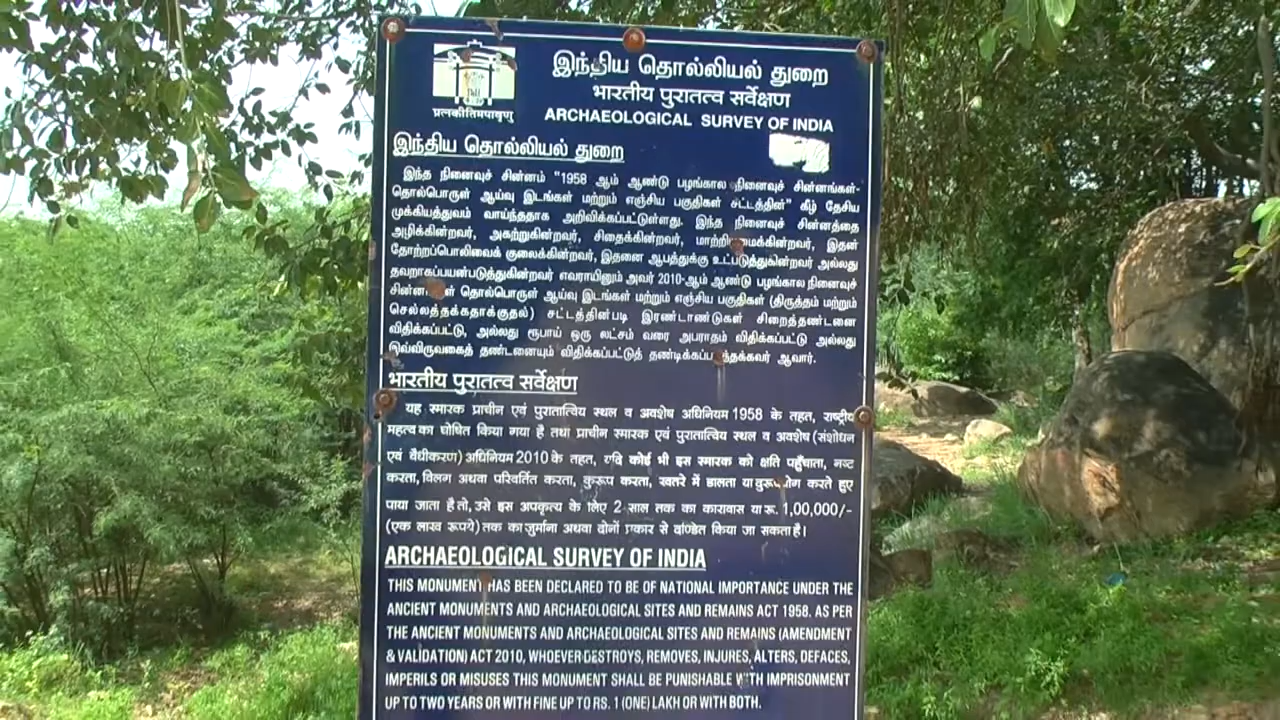 இந்திய தொல்லியல் துறை
भारतीय पुरातत्व सर्वेक्षण
ARCHAEOLOGICAL SURVEY OF INDIA
प्रत्नकीर्तिमपावृणु
இந்திய தொல்லியல் துறை
இந்த நினைவுச் சின்னம் "1958 ஆம் ஆண்டு பழங்கால நினைவுச் சின்னங்கள்-
தொல்பொருள் ஆய்வு இடங்கள் மற்றும் எஞ்சிய பகுதிகள் சட்டத்தின்" கீழ் தேசிய
முக்கியத்துவம் வாய்ந்ததாக அறிவிக்கப்பட்டுள்ளது. இந்த நினைவுச் சின்னத்தை
அழிக்கின்றவர், அகற்றுகின்றவர், சிதைக்கின்றவர், இதன்
தோற்றப்பொலிவைக் குலைக்கின்றவர், இதனை ஆபத்துக்கு உட்படுத்துகின்றவர் அல்லது
தவறாகப்பயன்படுத்துகின்றவர் எவராயினும் அவர் 2010-ஆம் ஆண்டு பழங்கால நினைவுச்
தொல்பொருள் ஆய்வு இடங்கள் மற்றும் எஞ்சிய பகுதிகள் (திருத்தம் மற்றும்
செல்லத்தக்கதாக்குதல்) சட்டத்தின்படி இரண்டாண்டுகள் சிறைத்தண்டனை
விதிக்கப்பட்டு, அல்லது ரூபாய் ஒரு லட்சம் வரை அபராதம் விதிக்கப்பட்டு அல்லது
இவ்விருவகைத் தண்டனையும் விதிக்கப்பட்டுத் ஆவார்.
भारतीय पुरातत्व सर्वेक्षण
यह स्मारक प्राचीन एवं पुरातात्विय स्थल व अवशेष अधिनियम 1958 के तहत, राष्ट्रीय
महत्व का घोषित किया गया है तथा प्राचीन स्मारक एवं पुरातात्विय स्थल व अवशेष (संशोधन
एवं वैधीकरण) अधिनियम 2010 के तहत, यदि कोई भी इस स्मारक को क्षति पहुँचाता, नष्ट
करता, विलग अथवा परिवर्तित करता, कुरूप करता, खतरे में डालता या करते हुए
पाया जाता है तो, उसे इस अपकृत्य के लिए 2 साल तक का कारावास या रू. 1,00,000/-
(एक लाख रूपये) तक का जुर्माना अथवा दोनों प्रकार से दण्डित किया जा सकता है।
ARCHAEOLOGICAL SURVEY OF INDIA
THIS MONUMENT HAS BEEN DECLARED TO BE OF NATIONAL IMPORTANCE UNDER THE
ANCIENT MONUMENTS AND ARCHAEOLOGICAL SITES AND REMAINS ACT 1958. AS PER
THE ANCIENT MONUMENTS AND ARCHAEOLOGICAL SITES AND REMAINS (AMENDMENT
& VALIDATION) ACT 2010, WHOEVER DESTROYS, REMOVES, INJURES, ALTERS, DEFACES,
IMPERILS OR MISUSES THIS MONUMENT SHALL BE PUNISHABLE WITH IMPRISONMENT
UP TO TWO YEARS OR WITH FINE UP TO RS. 1 (ONE) LAKH OR WITH BOTH.